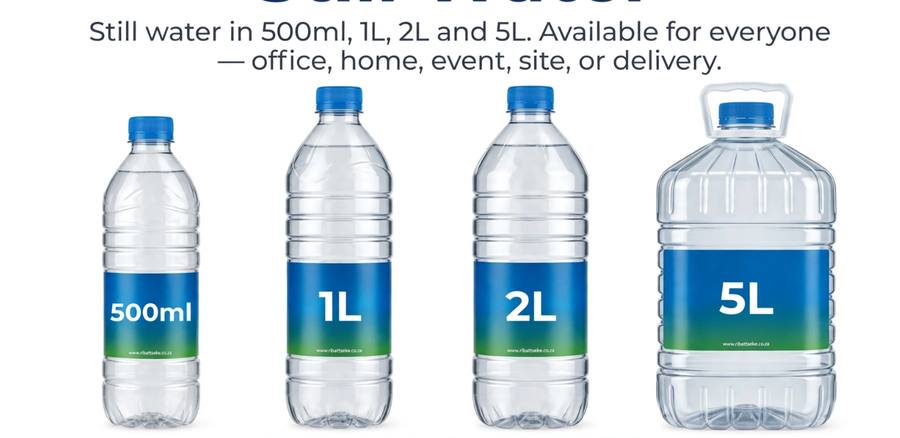 Still water in 500ml, 1L, 2L and 5L. Available for everyone
— office, home, event, site, or delivery.
500ml
1L
2L
5L